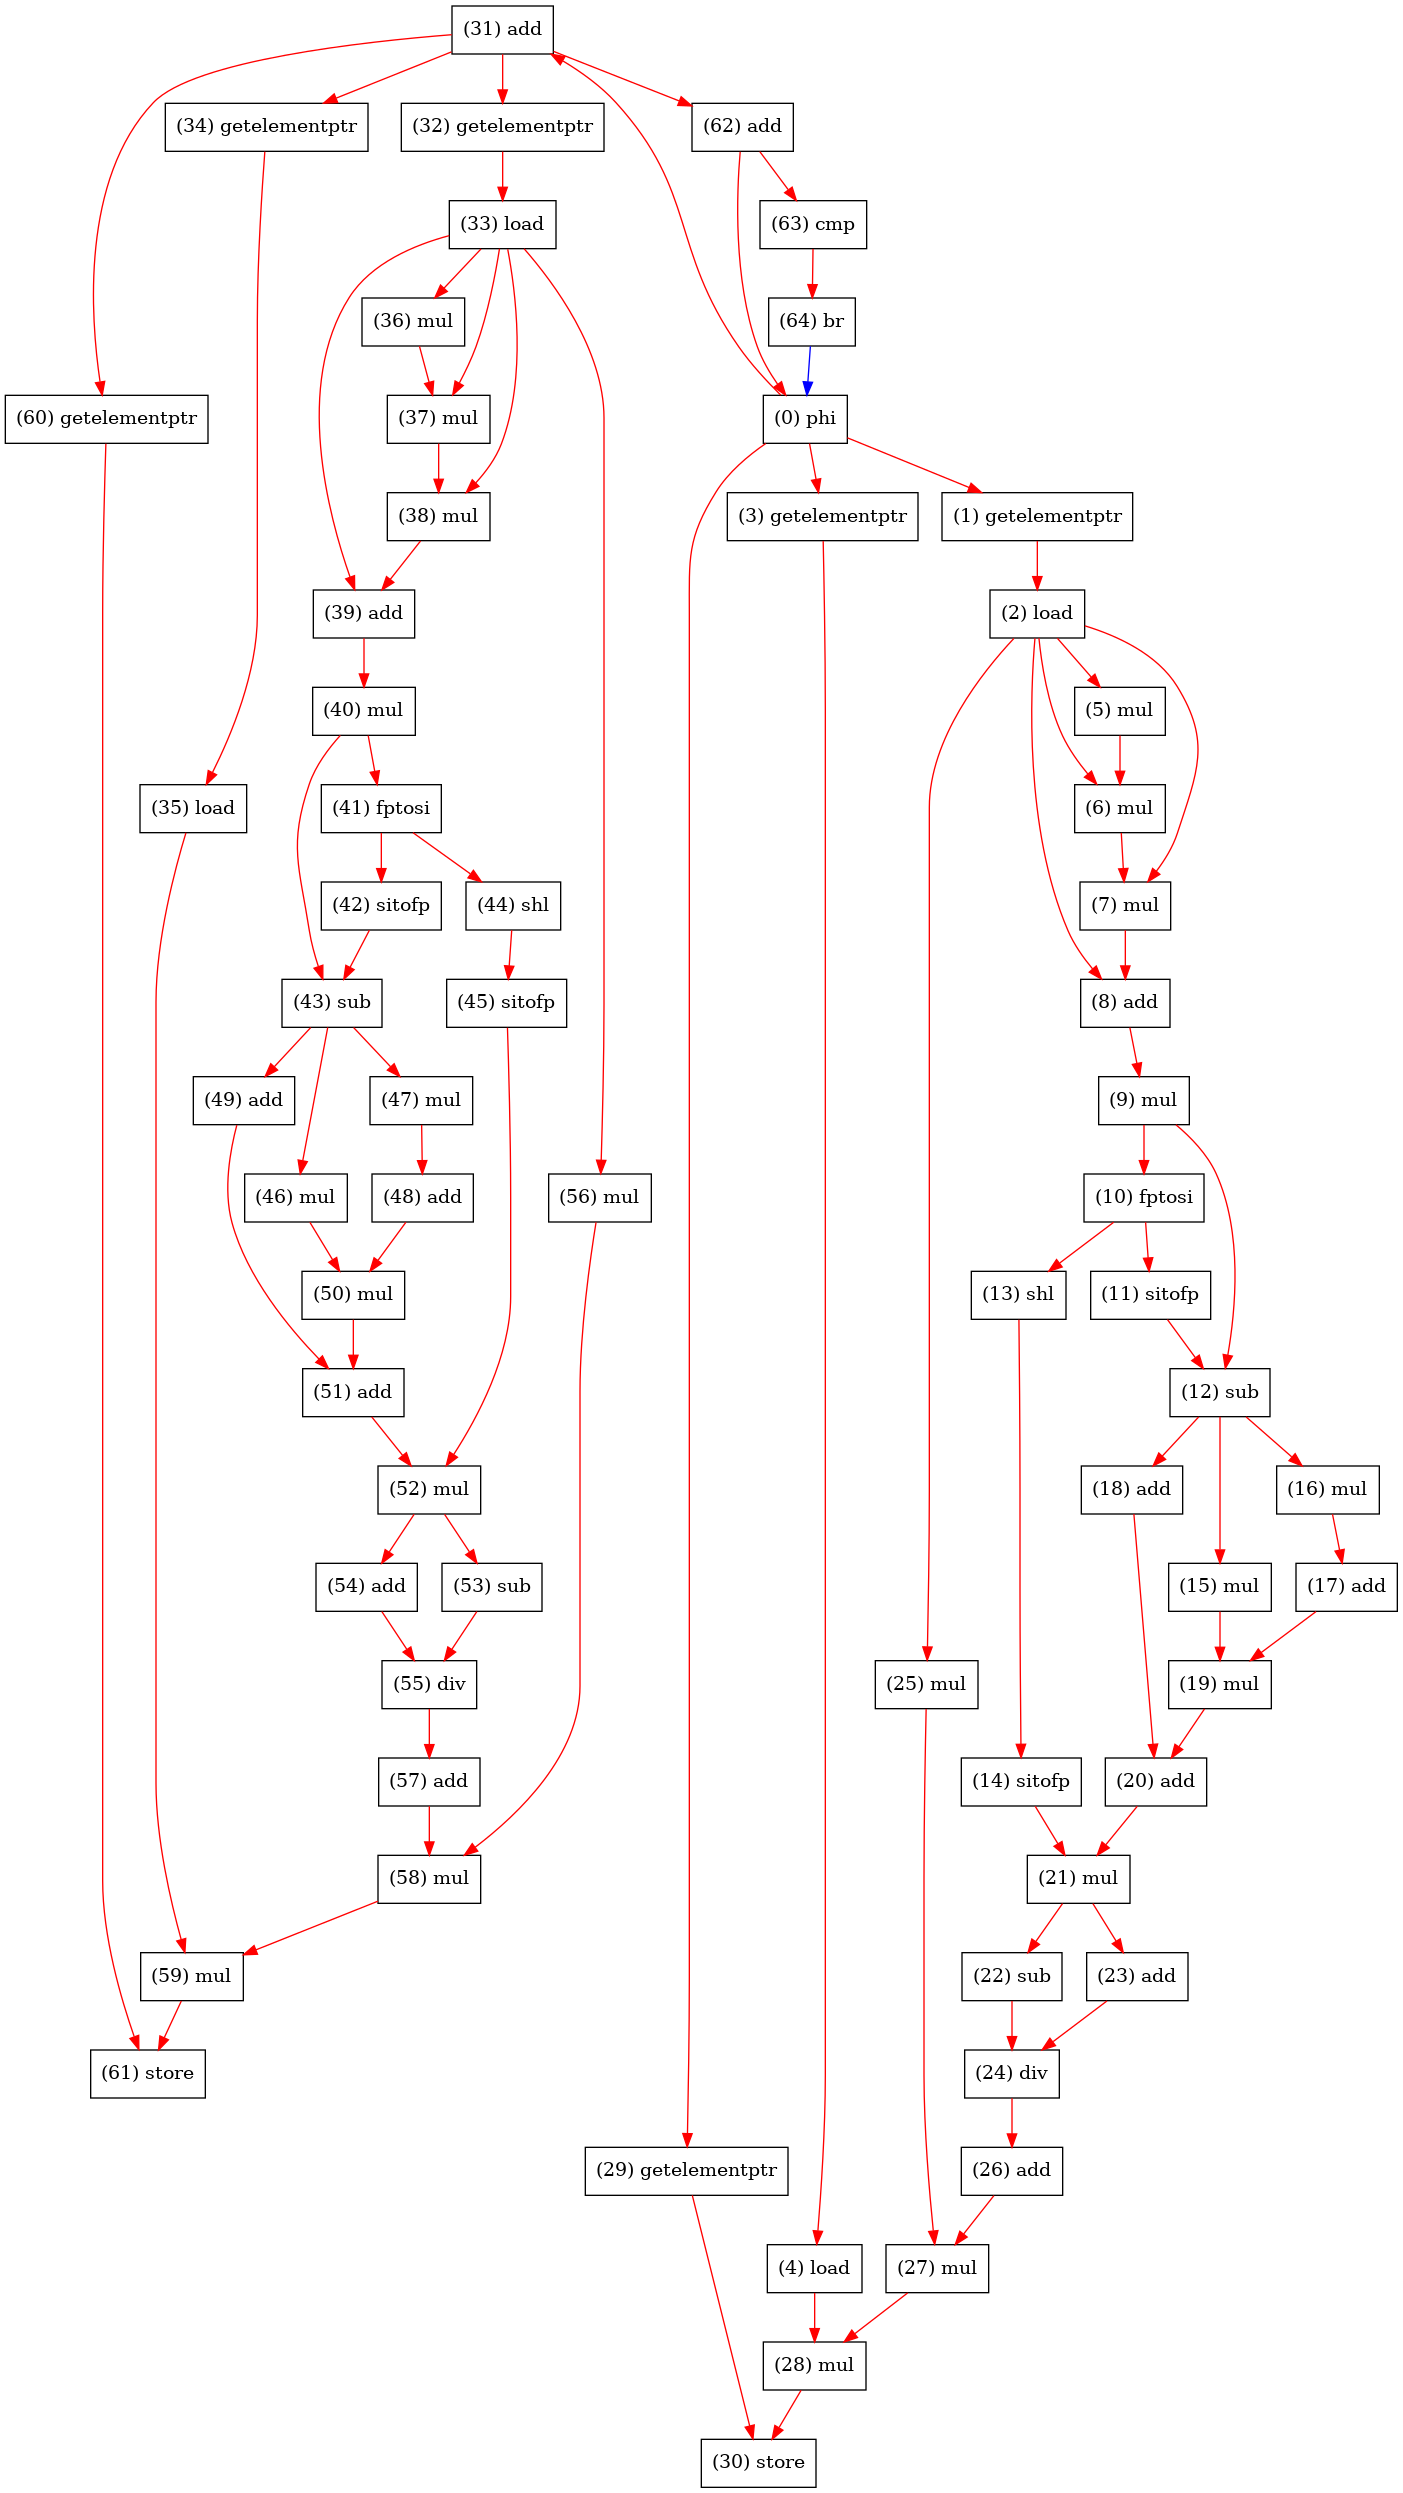 (31) add
(34) getelementptr
(32) getelementptr
(62) add
(33) load
(63) cmp
(36) mul
(64) br
(60) getelementptr
(37) mul
(0) phi
(38) mul
(3) getelementptr
(1) getelementptr
(39) add
(2) load
(40) mul
(5) mul
(35) load
(41) fptosi
(6) mul
(42) sitofp
(44) shl
(7) mul
(43) sub
(45) sitofp
(8) add
(49) add
(47) mul
(9) mul
(46) mul
(48) add
(56) mul
(10) fptosi
(50) mul
(13) shl
(11) sitofp
(51) add
(12) sub
(52) mul
(18) add
(16) mul
(54) add
(53) sub
(15) mul
(17) add
(55) div
(25) mul
(19) mul
(57) add
(14) sitofp
(20) add
(58) mul
(21) mul
(59) mul
(22) sub
(23) add
(61) store
(24) div
(29) getelementptr
(26) add
(4) load
(27) mul
(28) mul
(30) store